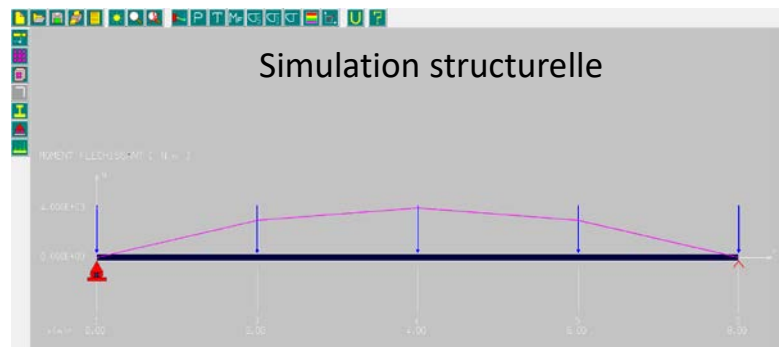 P T Mf σ σ σ U ?
Simulation structurelle
MOMENT FLECHISSANT [ N.m ]
4.000E+03
0.000E+00
0.00 2.00 4.00 6.00 8.00